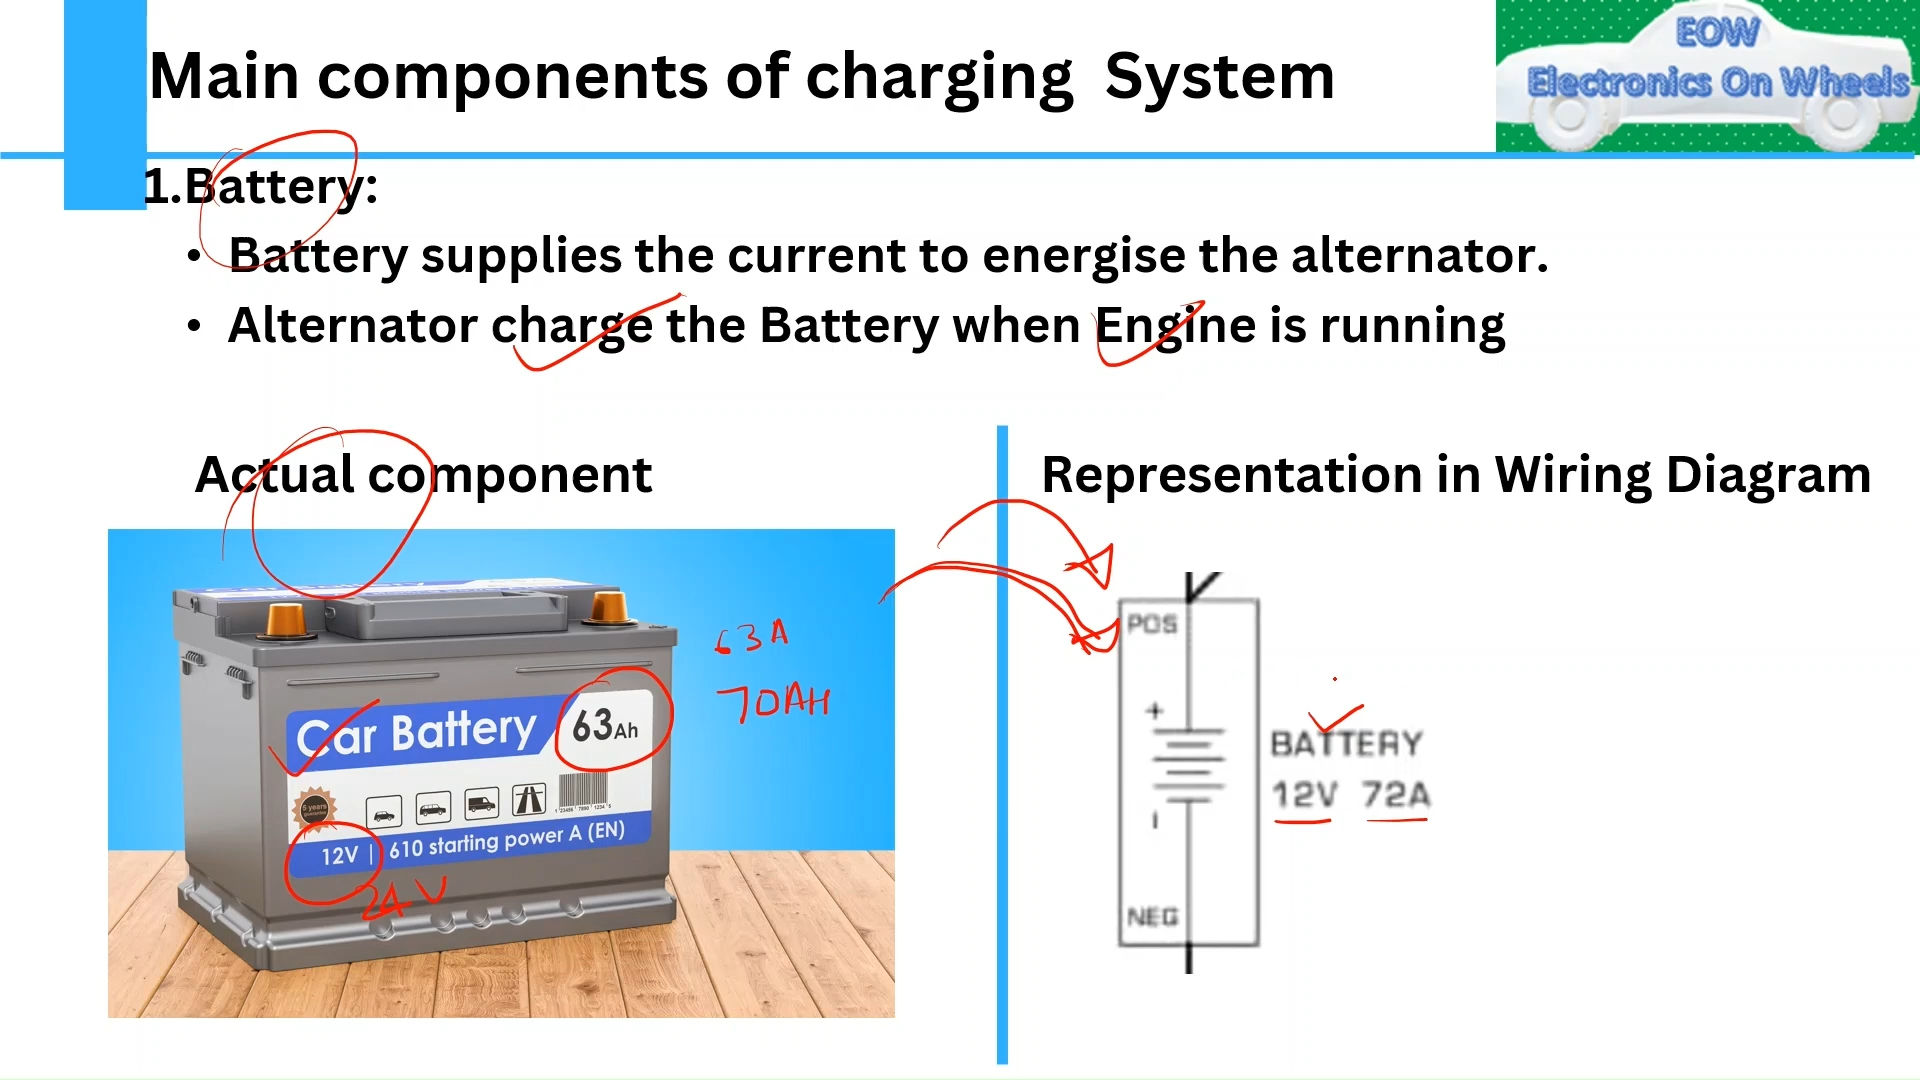 Main components of charging System
EOW
Electronics On Wheels
1.Battery:
• Battery supplies the current to energise the alternator.
• Alternator charge the Battery when Engine is running
Actual component
Representation in Wiring Diagram
Car Battery
63Ah
5 years
12V | 610 starting power A (EN)
24V
63A
70AH
POS
+
BATTERY
12V 72A
NEG